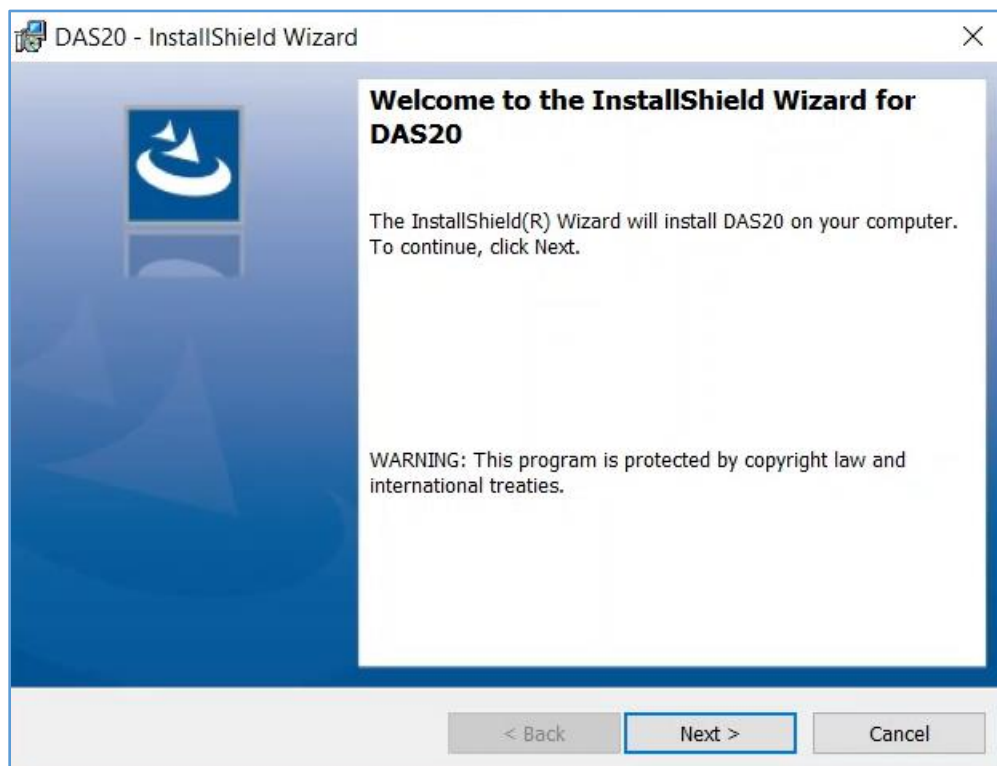 DAS20 - InstallShield Wizard
Welcome to the InstallShield Wizard for
DAS20
The InstallShield(R) Wizard will install DAS20 on your computer.
To continue, click Next.
WARNING: This program is protected by copyright law and
international treaties.
< Back Next > Cancel